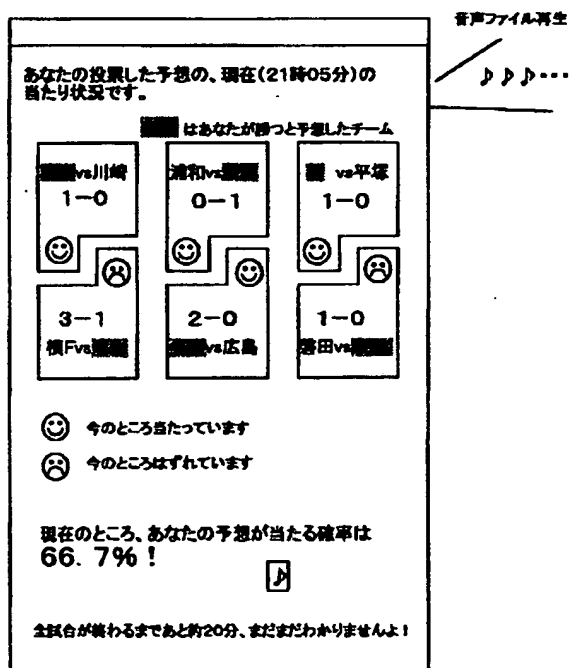 音声ファイル再生
♪♪♪・・・
あなたの投票した予想の、現在(21時05分)の
当たり状況です。
はあなたが勝つと予想したチーム
vs川崎 浦和vs vs平塚
1－0 0－1 1－0
3－1 2－0 1－0
横Fvs vs広島 磐田vs
今のところ当たっています
今のところはずれています
現在のところ、あなたの予想が当たる確率は
66. 7%！
♪
全試合が終わるまであと約20分、まだまだわかりませんよ！